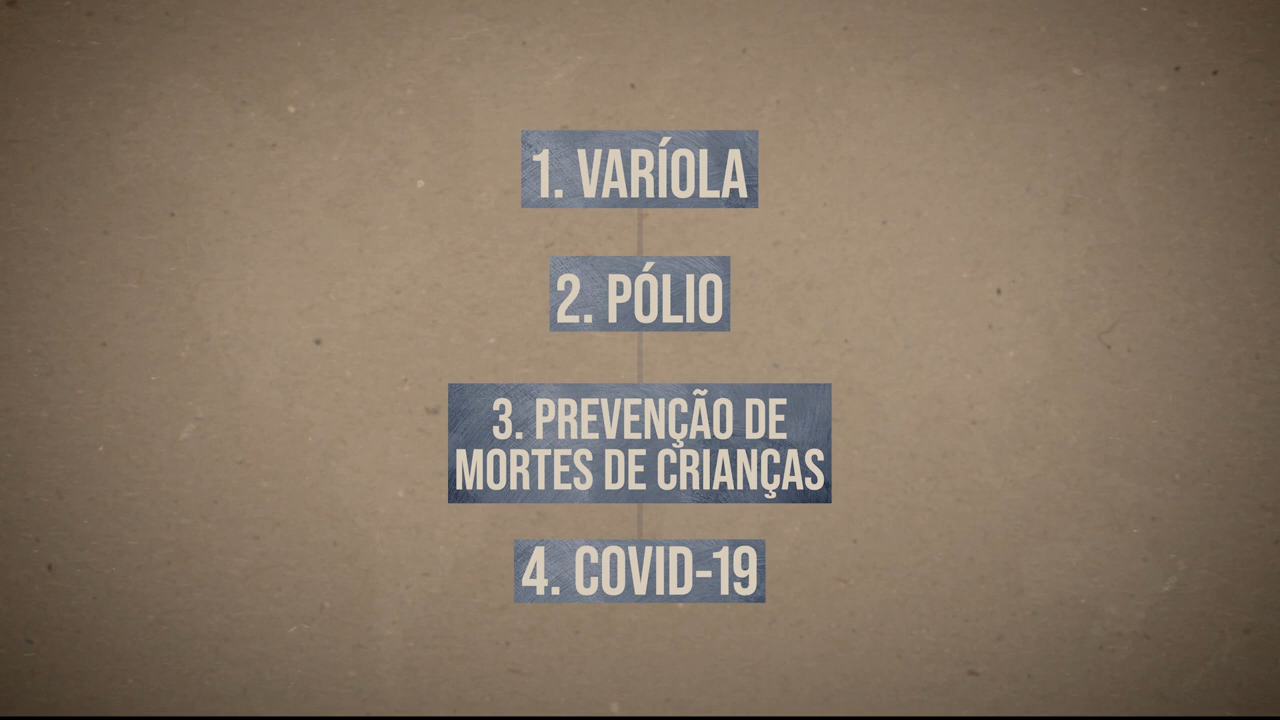 1. VARÍOLA
2. PÓLIO
3. PREVENÇÃO DE
MORTES DE CRIANÇAS
4. COVID-19